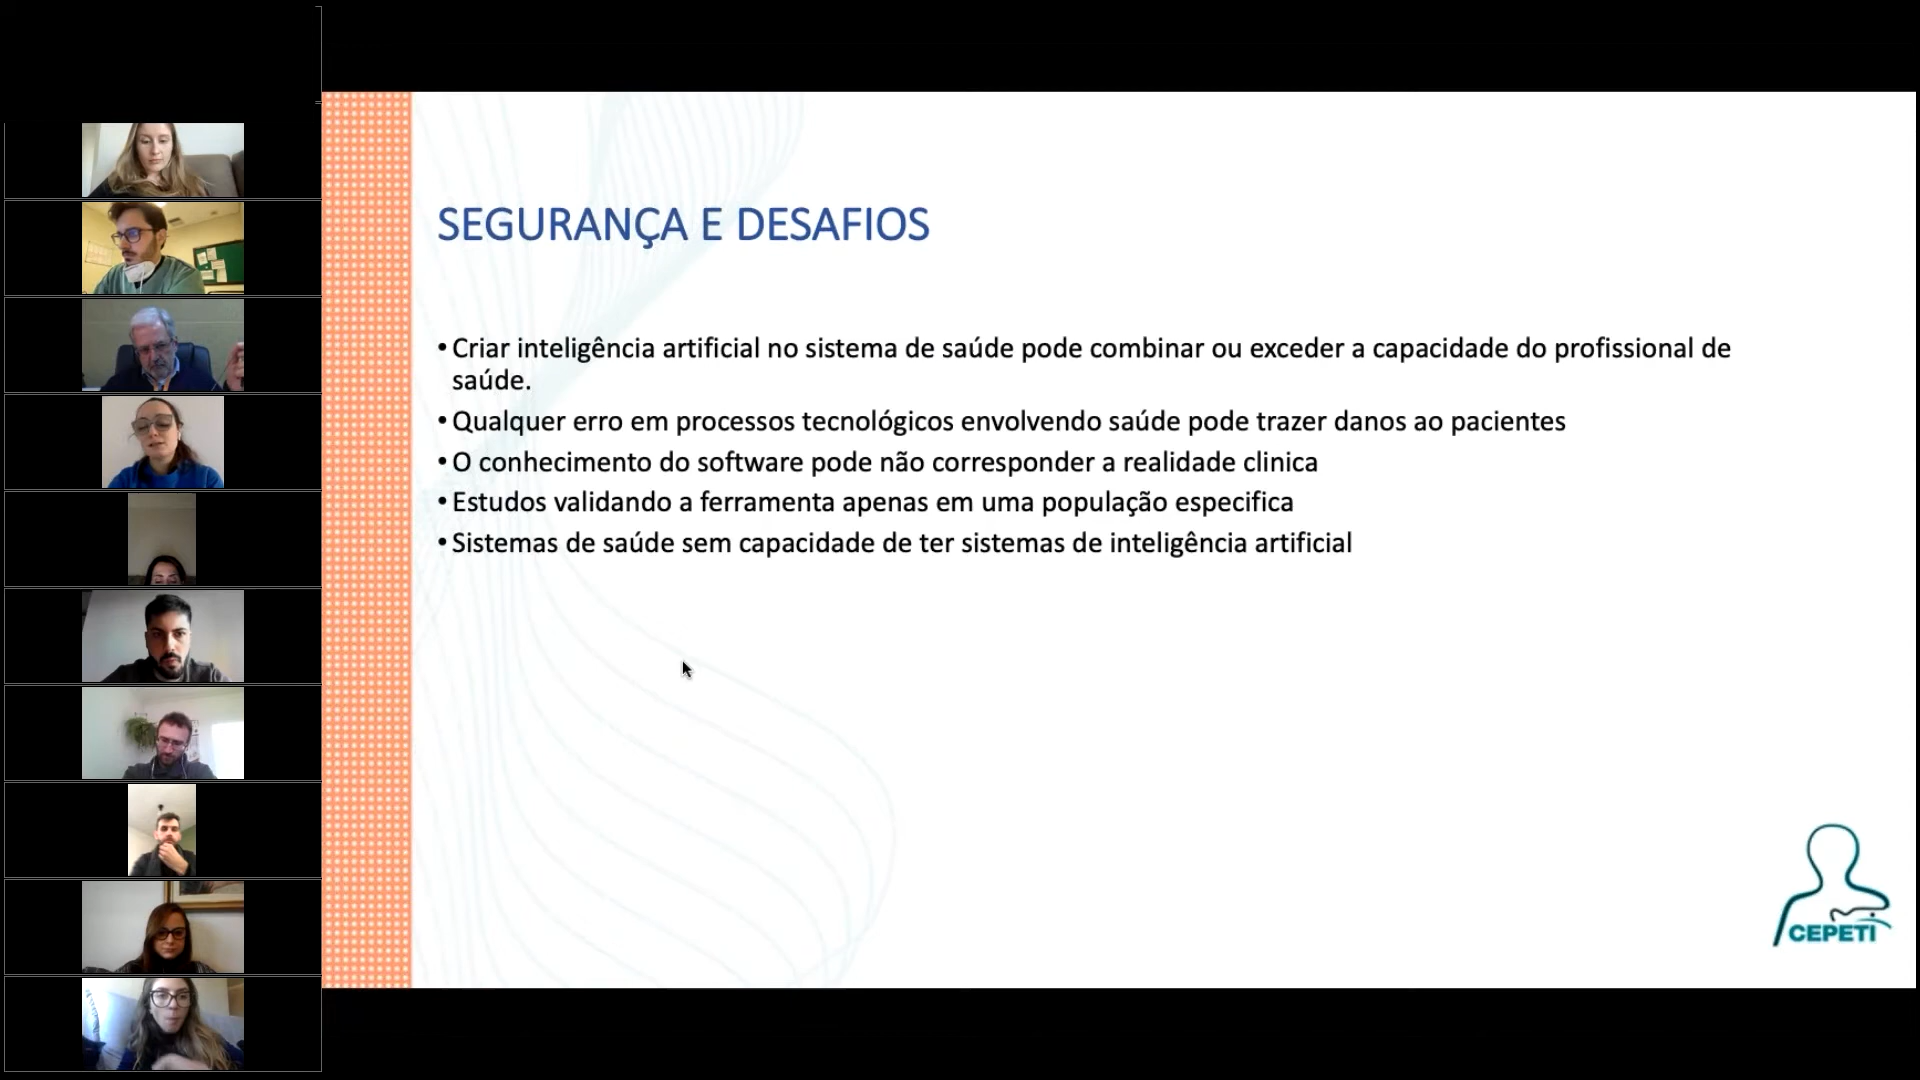 SEGURANÇA E DESAFIOS
• Criar inteligência artificial no sistema de saúde pode combinar ou exceder a capacidade do profissional de
saúde.
• Qualquer erro em processos tecnológicos envolvendo saúde pode trazer danos ao pacientes
• O conhecimento do software pode não corresponder a realidade clinica
• Estudos validando a ferramenta apenas em uma população especifica
• Sistemas de saúde sem capacidade de ter sistemas de inteligência artificial
CEPETI